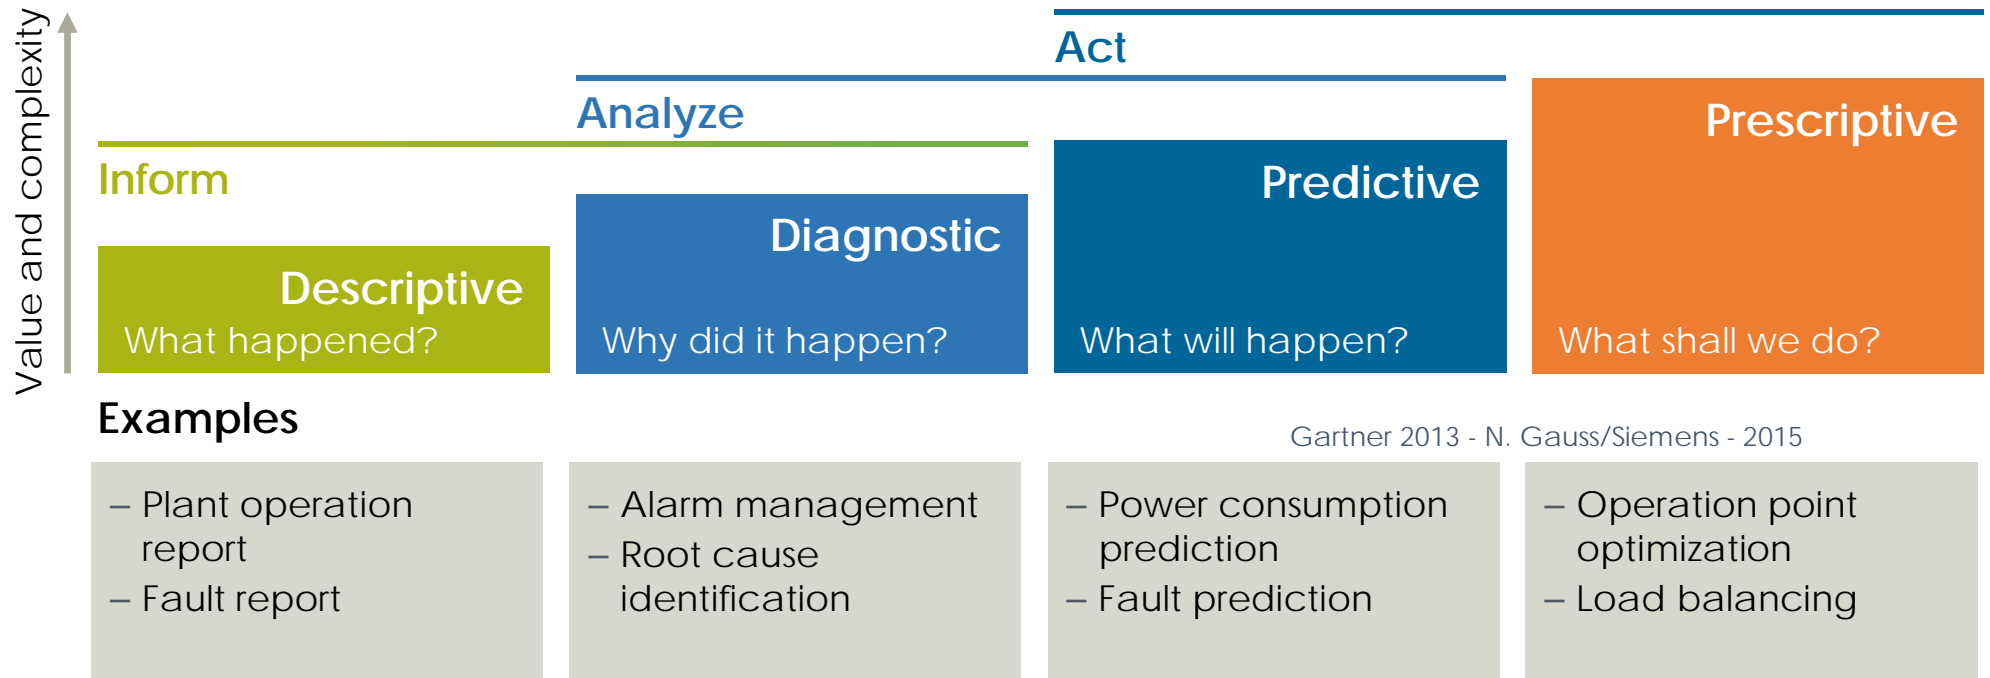 Value and complexity
Act
Analyze
Inform
Prescriptive
Predictive
Diagnostic
Descriptive
What happened?
Why did it happen?
What will happen?
What shall we do?
Examples
Gartner 2013 - N. Gauss/Siemens - 2015
– Plant operation
report
– Fault report
– Alarm management
– Root cause
identification
– Power consumption
prediction
– Fault prediction
– Operation point
optimization
– Load balancing